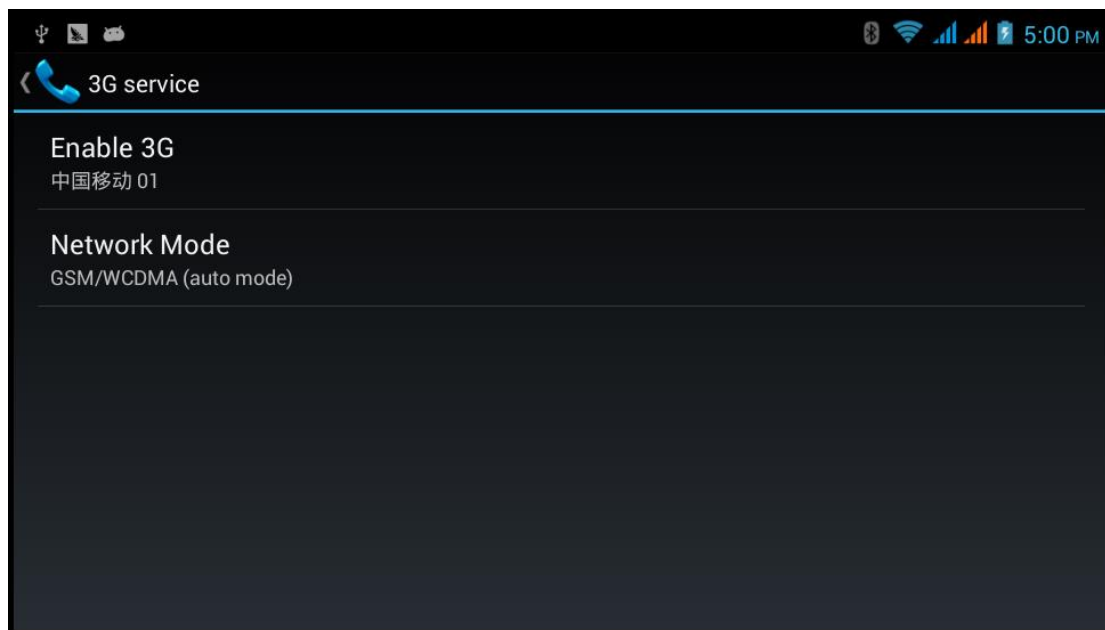 5:00 PM
3G service
Enable 3G
中国移动 01
Network Mode
GSM/WCDMA (auto mode)